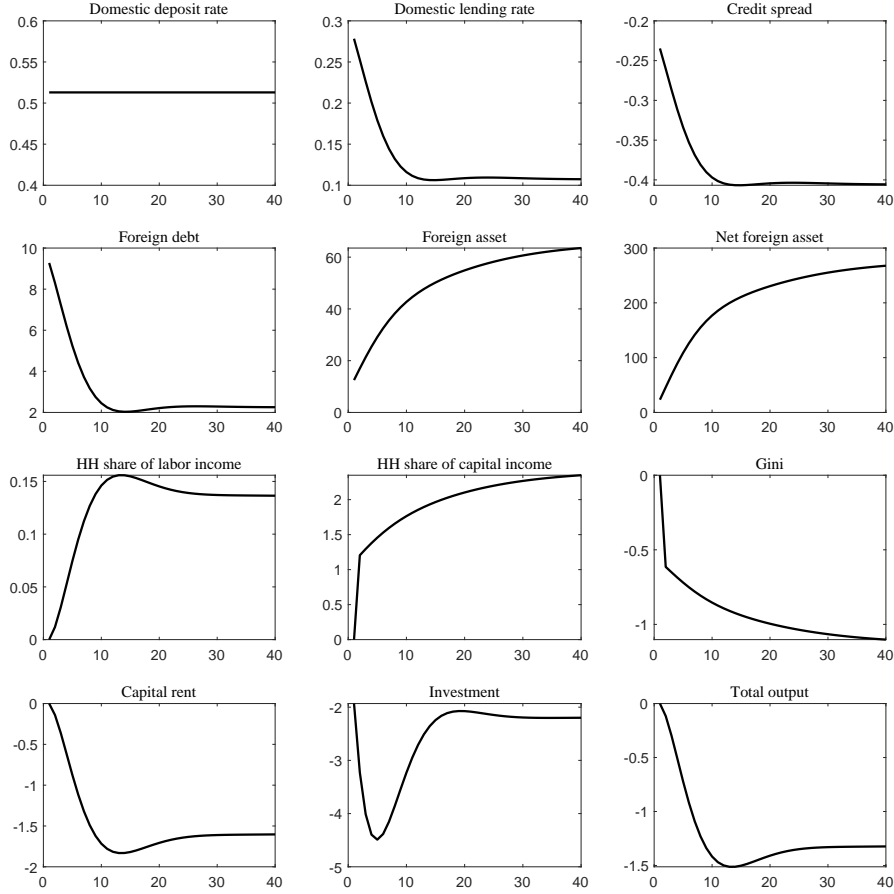 Domestic deposit rate
0.6
0.55
0.5
0.45
0.4
0 10 20 30 40
Domestic lending rate
0.3
0.25
0.2
0.15
0.1
0 10 20 30 40
Credit spread
-0.2
-0.25
-0.3
-0.35
-0.4
0 10 20 30 40
Foreign debt
10
8
6
4
2
0 10 20 30 40
Foreign asset
60
40
20
0
0 10 20 30 40
Net foreign asset
300
200
100
0
0 10 20 30 40
HH share of labor income
0.15
0.1
0.05
0
0 10 20 30 40
HH share of capital income
2
1.5
1
0.5
0
0 10 20 30 40
Gini
0
-0.5
-1
0 10 20 30 40
Capital rent
0
-0.5
-1
-1.5
-2
0 10 20 30 40
Investment
-2
-3
-4
-5
0 10 20 30 40
Total output
0
-0.5
-1
-1.5
0 10 20 30 40